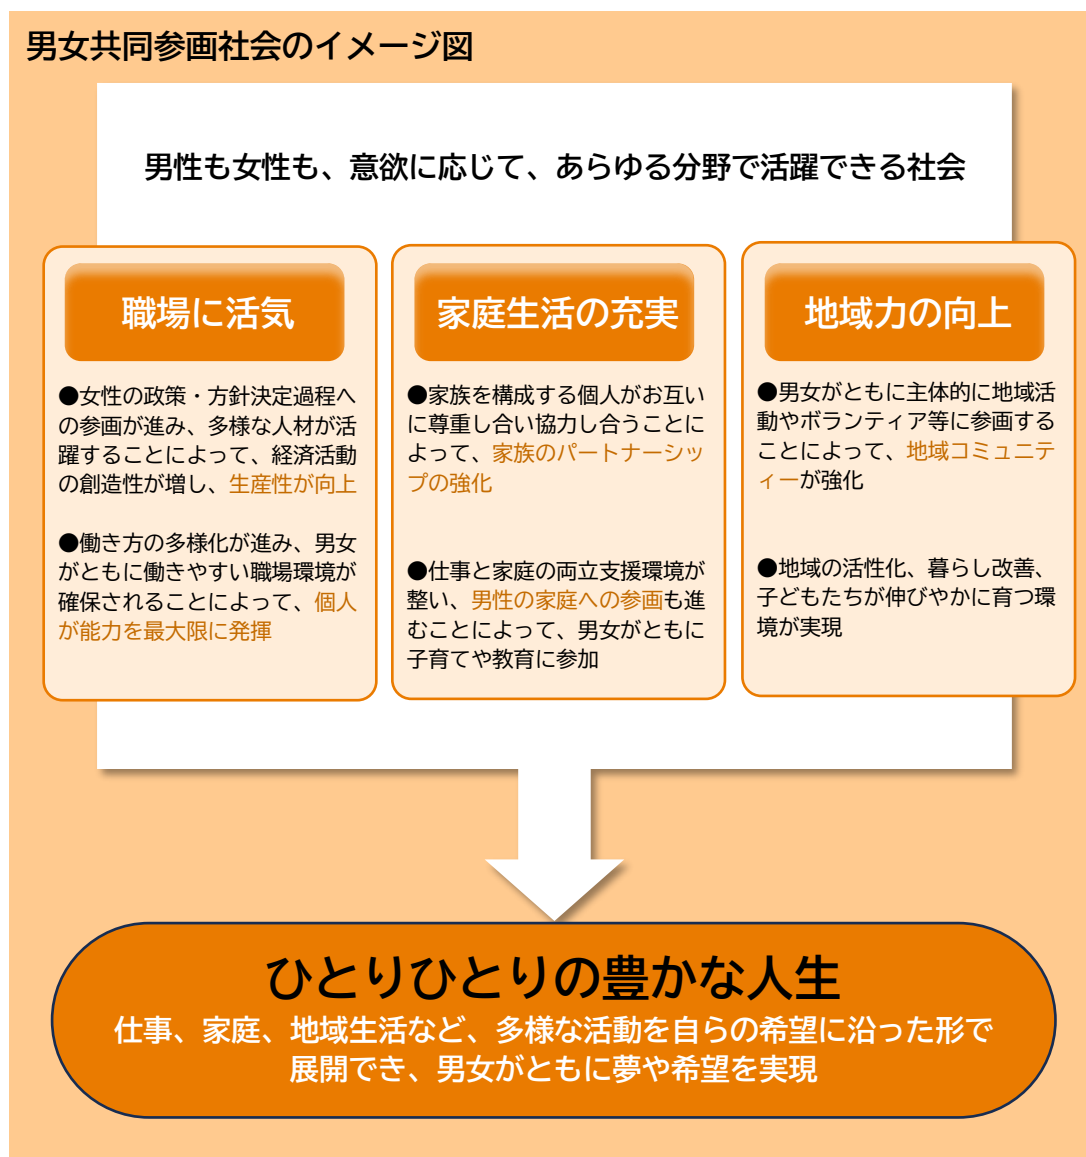 男女共同参画社会のイメージ図
男性も女性も、意欲に応じて、あらゆる分野で活躍できる社会
職場に活気
●女性の政策・方針決定過程へ
の参画が進み、多様な人材が活
躍することによって、経済活動
の創造性が増し、生産性が向上
●働き方の多様化が進み、男女
がともに働きやすい職場環境が
確保されることによって、個人
が能力を最大限に発揮
家庭生活の充実
●家族を構成する個人がお互い
に尊重し合い協力し合うことに
よって、家族のパートナーシッ
プの強化
●仕事と家庭の両立支援環境が
整い、男性の家庭への参画も進
むことによって、男女がともに
子育てや教育に参加
地域力の向上
●男女がともに主体的に地域活
動やボランティア等に参画する
ことによって、地域コミュニテ
ィーが強化
●地域の活性化、暮らし改善、
子どもたちが伸びやかに育つ環
境が実現
ひとりひとりの豊かな人生
仕事、家庭、地域生活など、多様な活動を自らの希望に沿った形で
展開でき、男女がともに夢や希望を実現